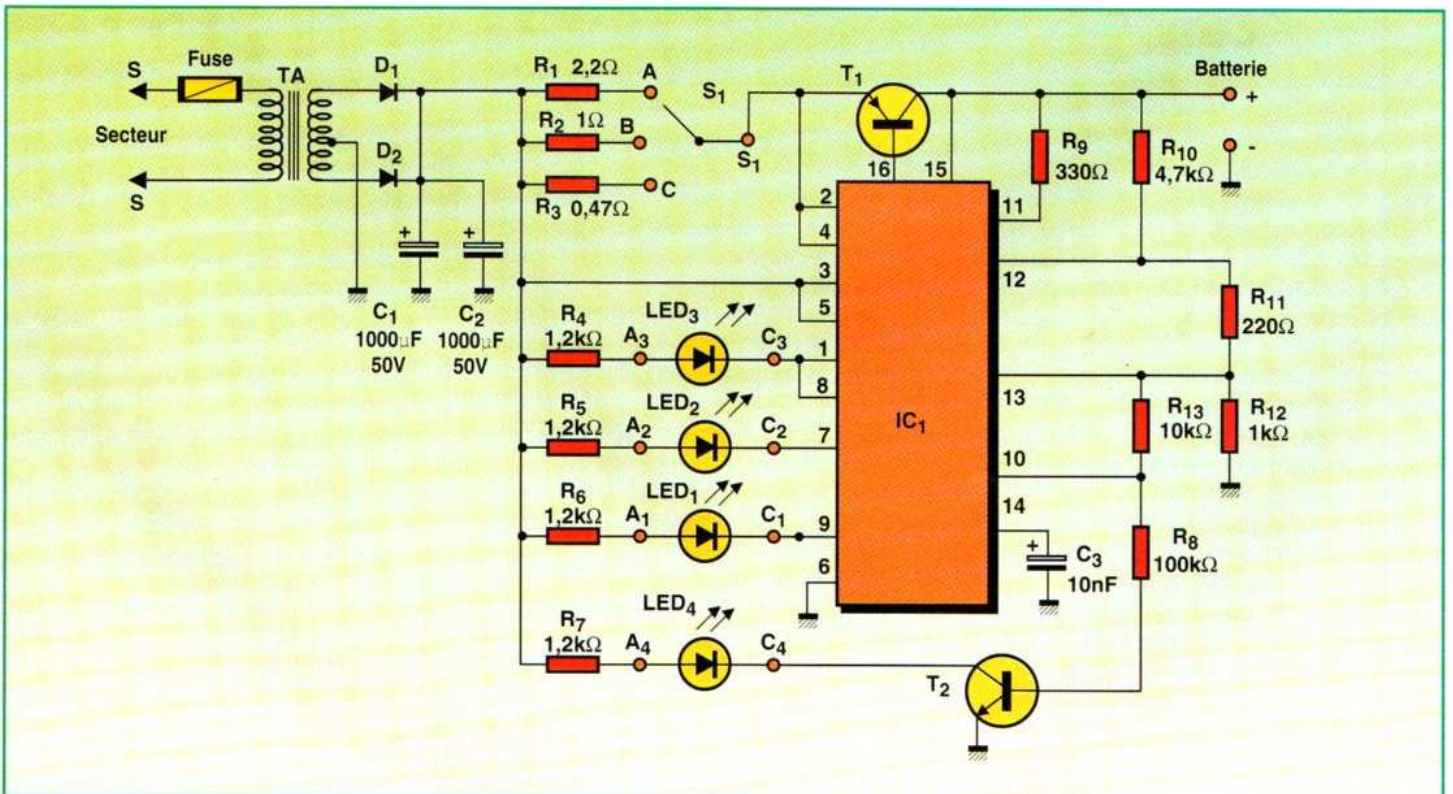 Fuse
S
TA
D₁
Secteur
S
D₂
C₁
1000µF
50V
C₂
1000µF
50V
+
+
R₁ 2,2Ω
A
R₂ 1Ω
B
R₃ 0,47Ω
C
S₁
S₁
T₁
Batterie
+
-
R₉
330Ω
R₁₀
4,7kΩ
16
15
2
4
3
5
1
8
7
9
6
11
12
13
10
14
IC₁
R₁₁
220Ω
R₁₃
10kΩ
R₁₂
1kΩ
R₈
100kΩ
+
C₃
10nF
R₄
1,2kΩ
A₃
LED₃
C₃
R₅
1,2kΩ
A₂
LED₂
C₂
R₆
1,2kΩ
A₁
LED₁
C₁
R₇
1,2kΩ
A₄
LED₄
C₄
T₂